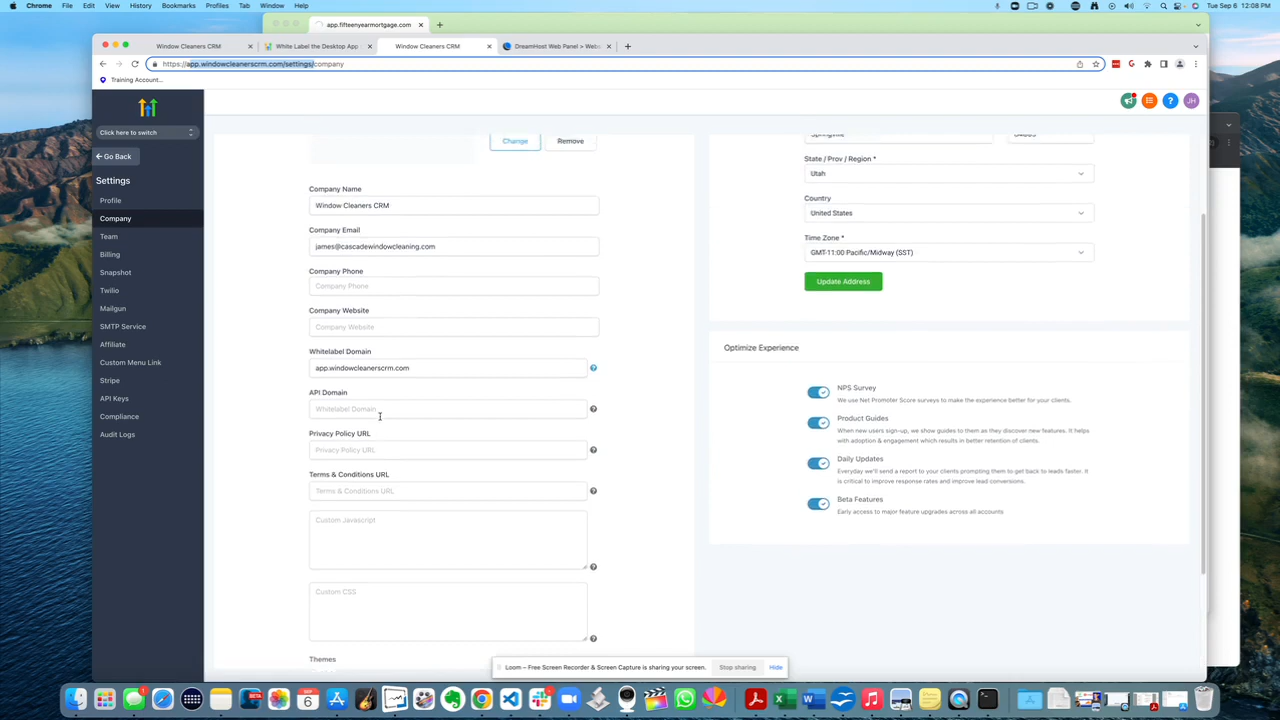 Chrome File Edit View History Bookmarks Profiles Tab Window Help
Tue Sep 6 12:08 PM
app.fifteenyearmortgage.com
Window Cleaners CRM
White Label the Desktop App
Window Cleaners CRM
DreamHost Web Panel > Webs
https://app.windowcleanerscrm.com/settings/company
Training Account...
Click here to switch
JH
Go Back
Settings
Profile
Company
Team
Billing
Snapshot
Twilio
Mailgun
SMTP Service
Affiliate
Custom Menu Link
Stripe
API Keys
Compliance
Audit Logs
Change
Remove
Company Name
Window Cleaners CRM
Company Email
james@cascadewindowcleaning.com
Company Phone
Company Phone
Company Website
Company Website
Whitelabel Domain
app.windowcleanerscrm.com
API Domain
Whitelabel Domain
Privacy Policy URL
Privacy Policy URL
Terms & Conditions URL
Terms & Conditions URL
Custom Javascript
Custom CSS
Themes
Springville
State / Prov / Region *
Utah
Country
United States
Time Zone *
GMT-11:00 Pacific/Midway (SST)
Update Address
Optimize Experience
NPS Survey
We use Net Promoter Score surveys to make the experience better for your clients.
Product Guides
When new users sign-up, we show guides to them as they discover new features. It helps
with adoption & engagement which results in better retention of clients.
Daily Updates
Everyday we'll send a report to your clients prompting them to get back to leads faster. It
is critical to improve response rates and improve lead conversions.
Beta Features
Early access to major feature upgrades across all accounts
Loom – Free Screen Recorder & Screen Capture is sharing your screen.
Stop sharing
Hide